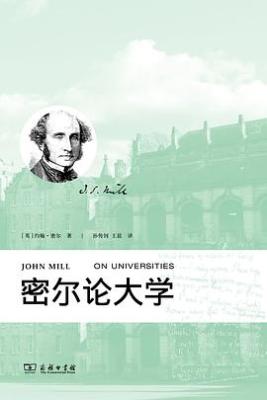 J. S. Mill
[英]约翰·密尔 著 | 孙传钊 王晨 译
JOHN MILL ON UNIVERSITIES
密尔论大学
商务印书馆
The Commercial Press